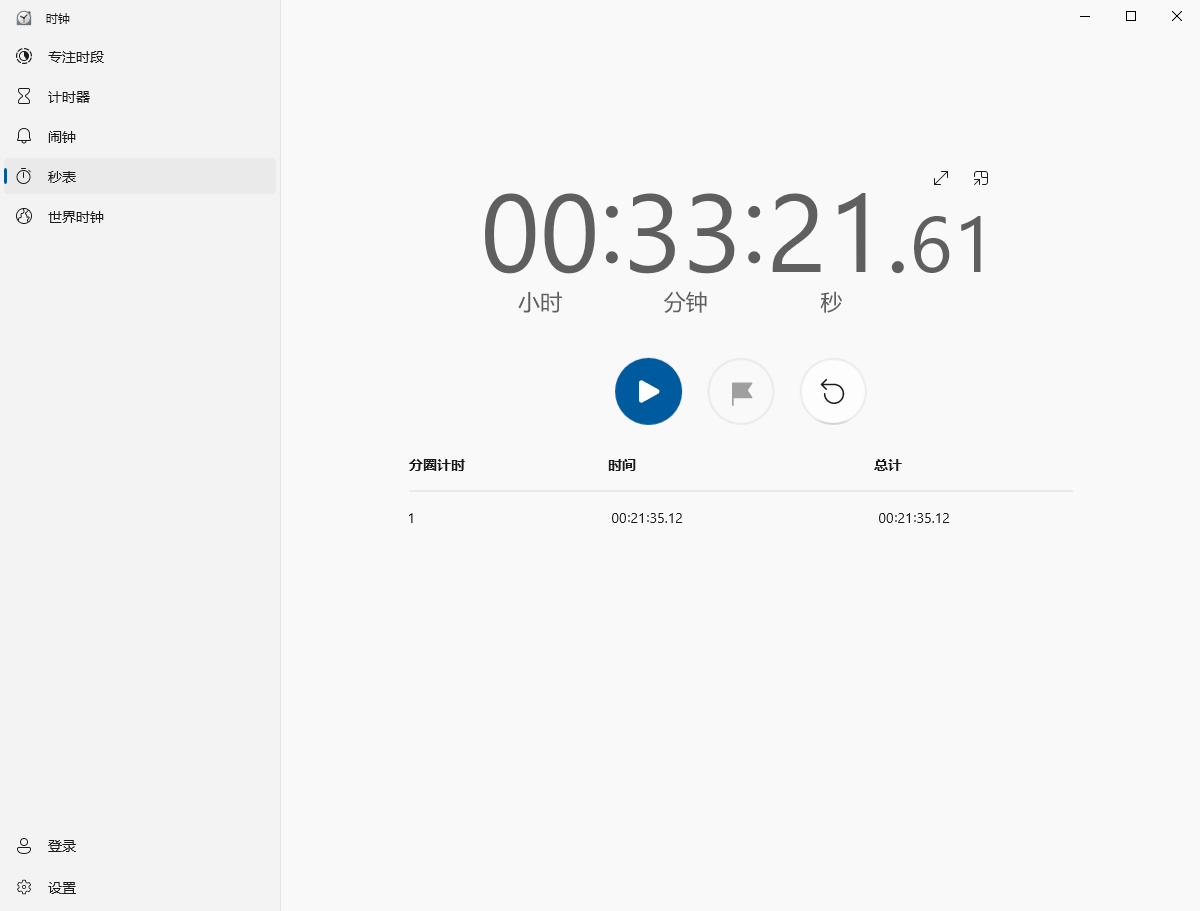 时钟
专注时段
计时器
闹钟
秒表
世界时钟
00:33:21.61
小时 分钟 秒
分圈计时 时间 总计
1 00:21:35.12 00:21:35.12
登录
设置